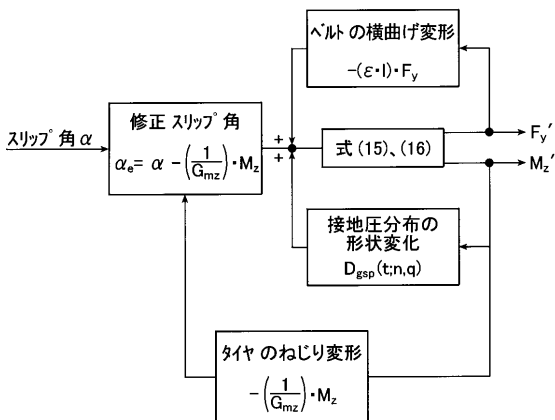 ベルトの横曲げ変形
-(ε・l)・Fy
スリップ角 α
修正スリップ角
αe= α -(1/Gmz)・Mz
+
+
式 (15)、(16)
Fy′
Mz′
接地圧分布の
形状変化
Dgsp(t;n,q)
タイヤのねじり変形
-(1/Gmz)・Mz